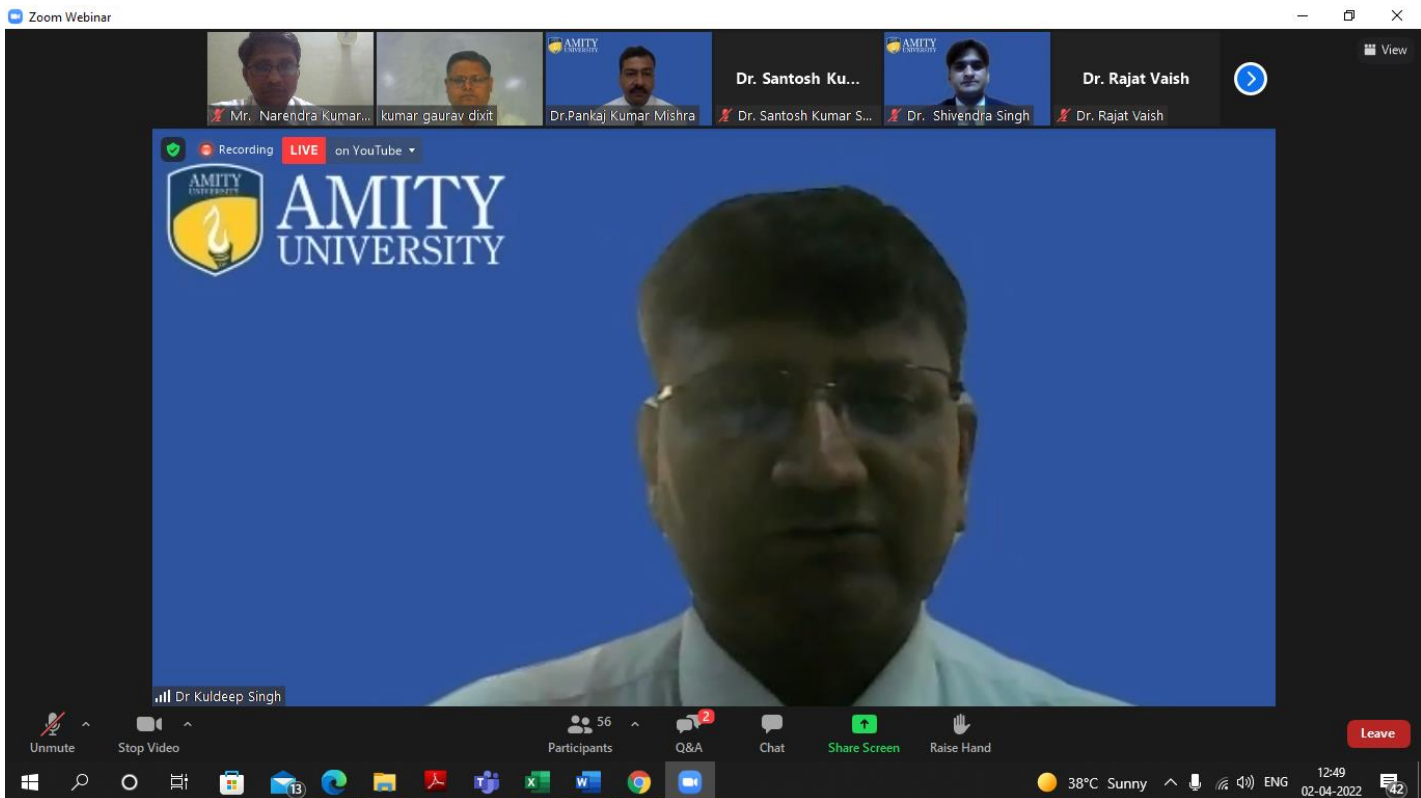 Zoom Webinar
View
AMITY
UNIVERSITY
AMITY
UNIVERSITY
Dr. Santosh Ku...
Dr. Rajat Vaish
Mr. Narendra Kumar...
kumar gaurav dixit
Dr.Pankaj Kumar Mishra
Dr. Santosh Kumar S...
Dr. Shivendra Singh
Dr. Rajat Vaish
Recording LIVE on YouTube
AMITY
UNIVERSITY
AMITY
UNIVERSITY
Dr Kuldeep Singh
Unmute
Stop Video
56
Participants
2
Q&A
Chat
Share Screen
Raise Hand
Leave
13
38°C Sunny
ENG
12:49
02-04-2022
42